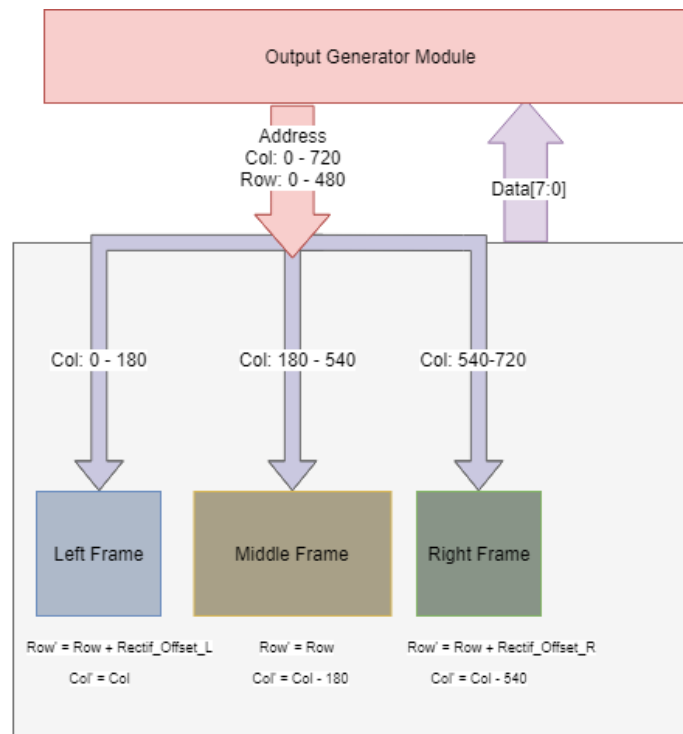 Output Generator Module
Address
Col: 0 - 720
Row: 0 - 480
Data[7:0]
Col: 0 - 180
Col: 180 - 540
Col: 540-720
Left Frame
Middle Frame
Right Frame
Row' = Row + Rectif_Offset_L
Row' = Row
Row' = Row + Rectif_Offset_R
Col' = Col
Col' = Col - 180
Col' = Col - 540